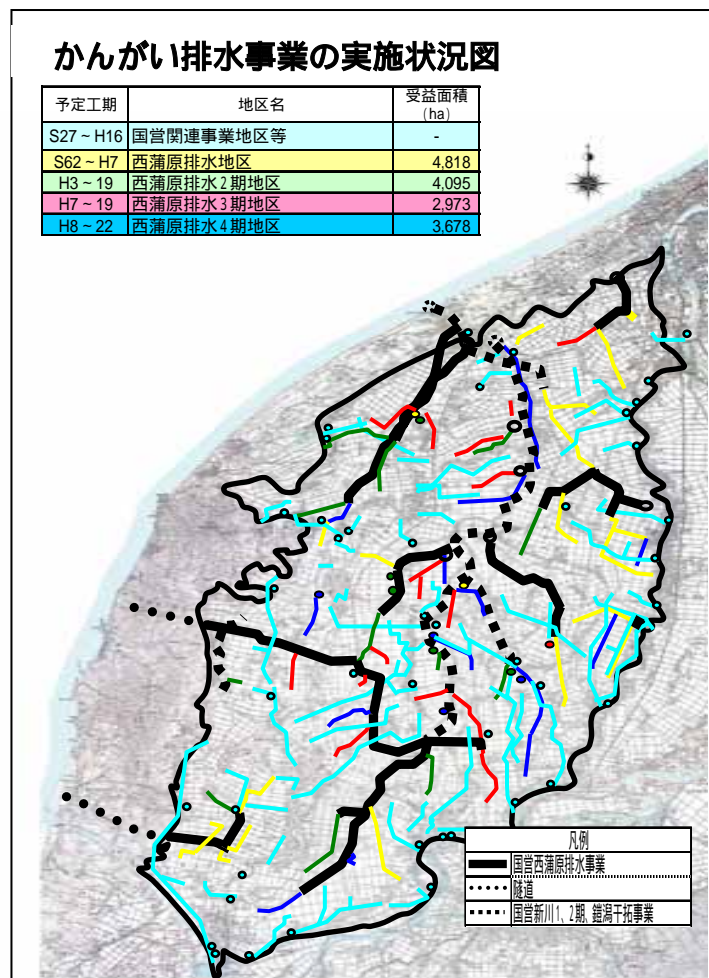 かんがい排水事業の実施状況図
予定工期 地区名 受益面積
(ha)
S27～H16 国営関連事業地区等 -
S62～H7 西蒲原排水地区 4,818
H3～19 西蒲原排水2期地区 4,095
H7～19 西蒲原排水3期地区 2,973
H8～22 西蒲原排水4期地区 3,678
凡例
国営西蒲原排水事業
隧道
国営新川1、2期、鎧潟干拓事業